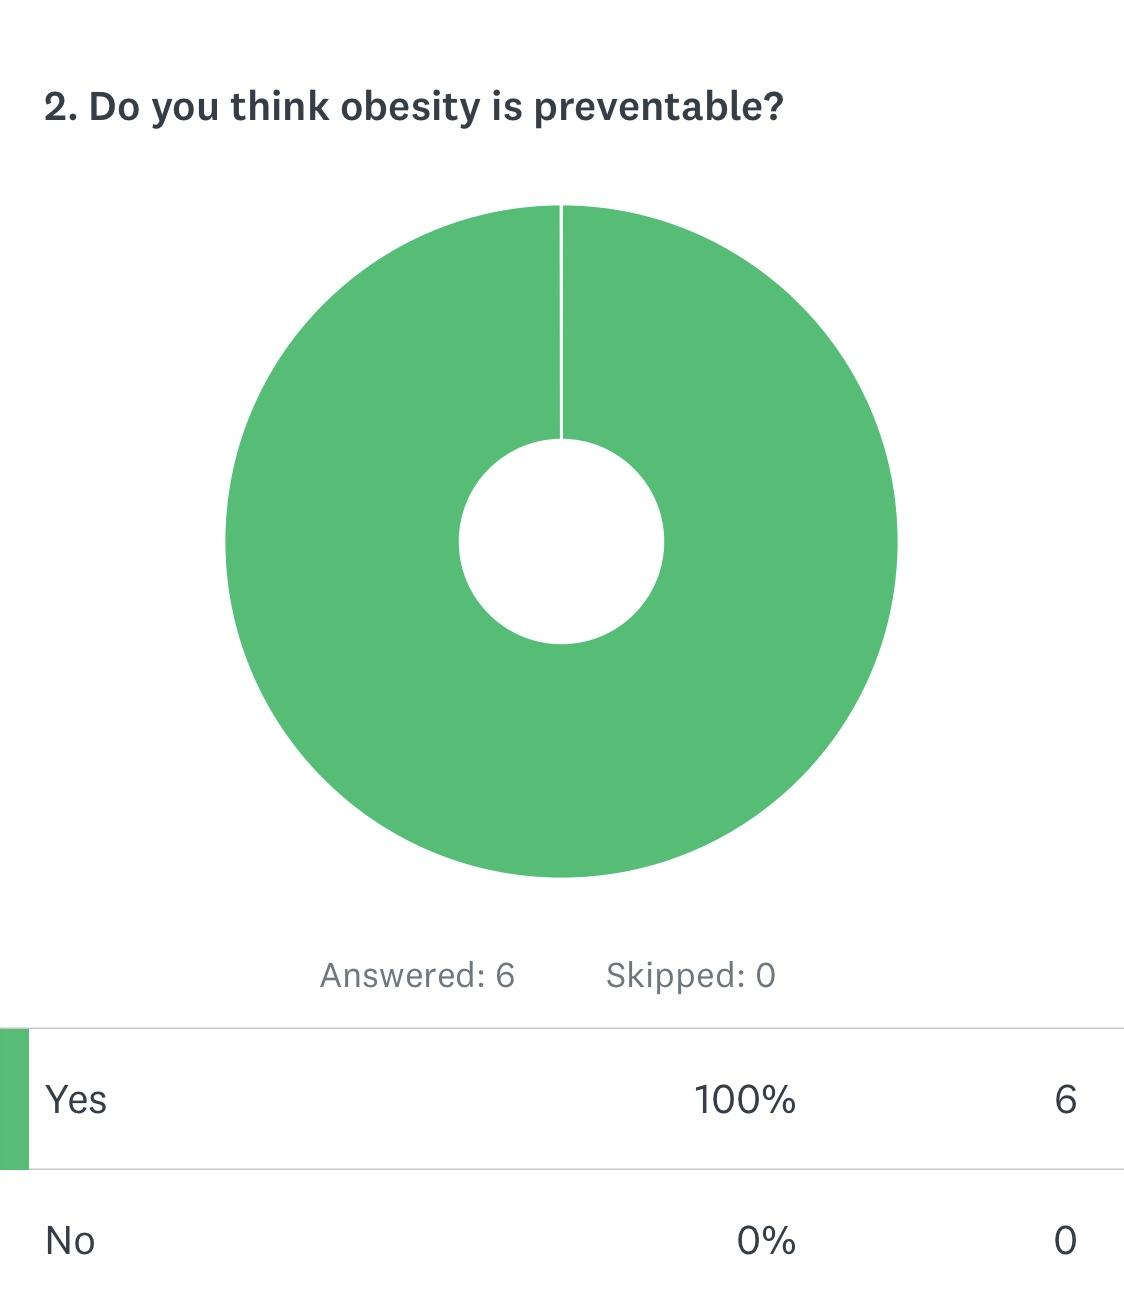 2. Do you think obesity is preventable?
Answered: 6 Skipped: 0
Yes 100% 6
No 0% 0